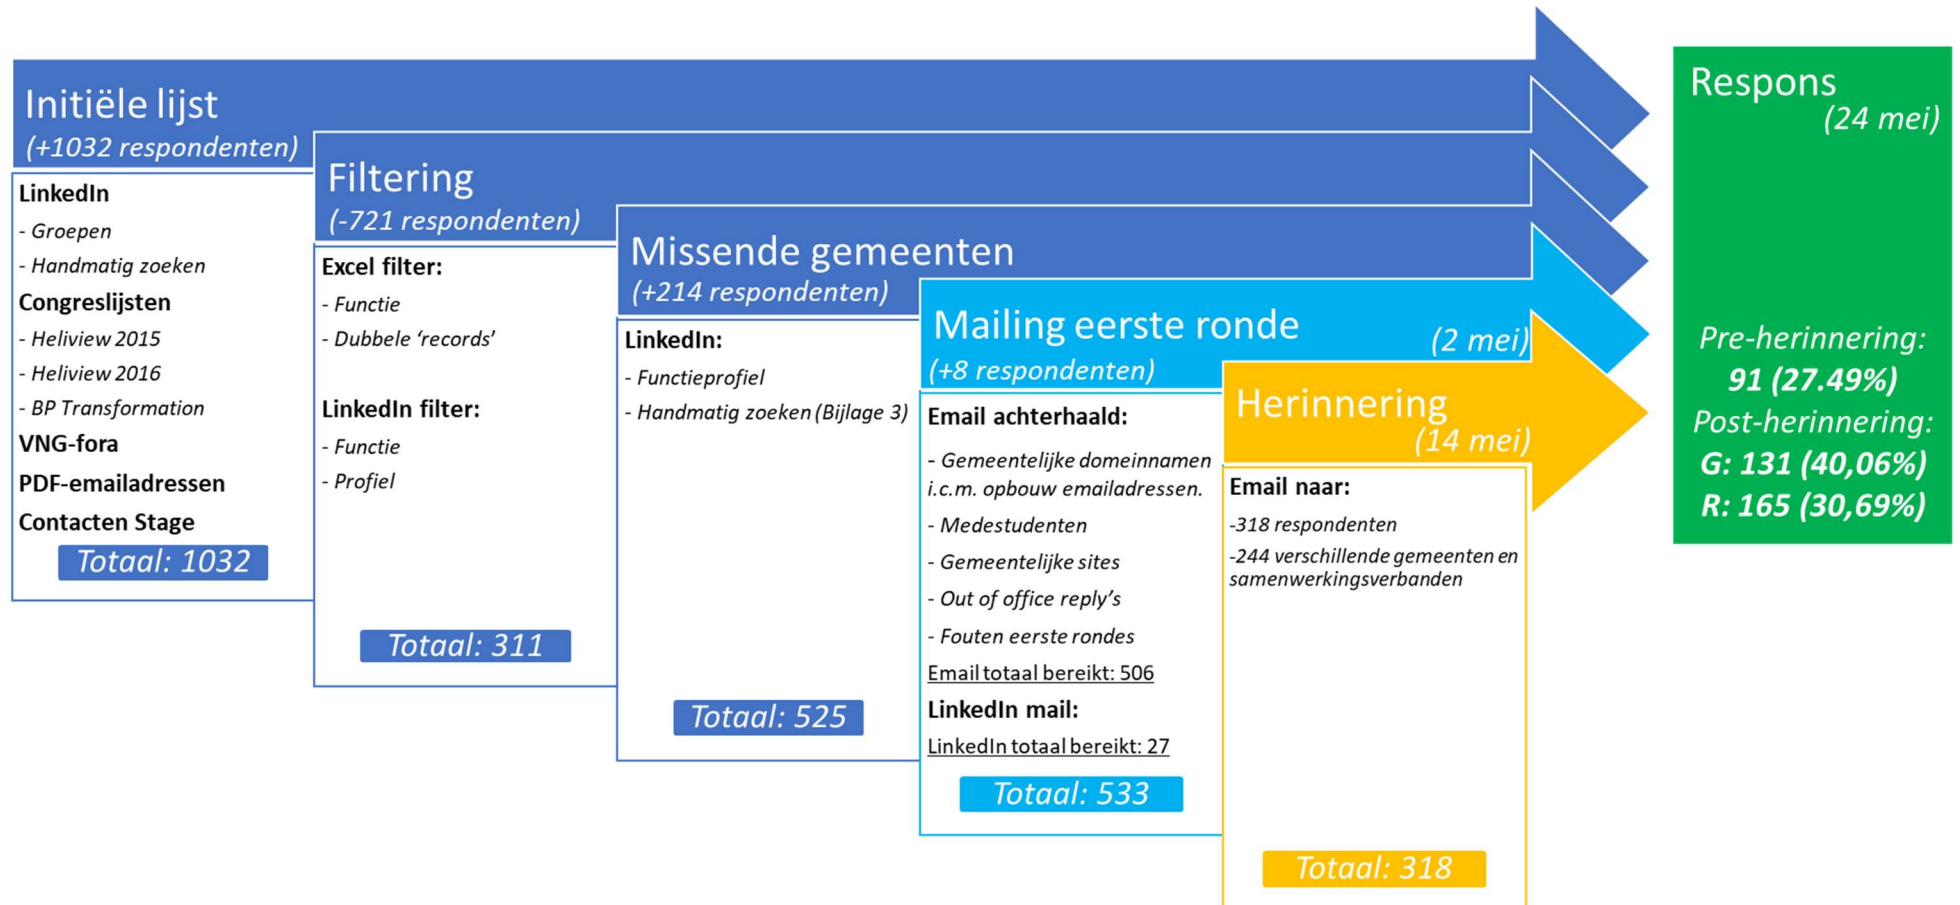 Initiële lijst
(+1032 respondenten)
LinkedIn
- Groepen
- Handmatig zoeken
Congreslijsten
- Heliview 2015
- Heliview 2016
- BP Transformation
VNG-fora
PDF-emailadressen
Contacten Stage
Totaal: 1032
Filtering
(-721 respondenten)
Excel filter:
- Functie
- Dubbele ‘records’
LinkedIn filter:
- Functie
- Profiel
Totaal: 311
Missende gemeenten
(+214 respondenten)
LinkedIn:
- Functieprofiel
- Handmatig zoeken (Bijlage 3)
Totaal: 525
Mailing eerste ronde
(2 mei)
(+8 respondenten)
Email achterhaald:
- Gemeentelijke domeinnamen
i.c.m. opbouw emailadressen.
- Medestudenten
- Gemeentelijke sites
- Out of office reply’s
- Fouten eerste rondes
Email totaal bereikt: 506
LinkedIn mail:
LinkedIn totaal bereikt: 27
Totaal: 533
Herinnering
(14 mei)
Email naar:
-318 respondenten
-244 verschillende gemeenten en
samenwerkingsverbanden
Totaal: 318
Respons
(24 mei)
Pre-herinnering:
91 (27.49%)
Post-herinnering:
G: 131 (40,06%)
R: 165 (30,69%)